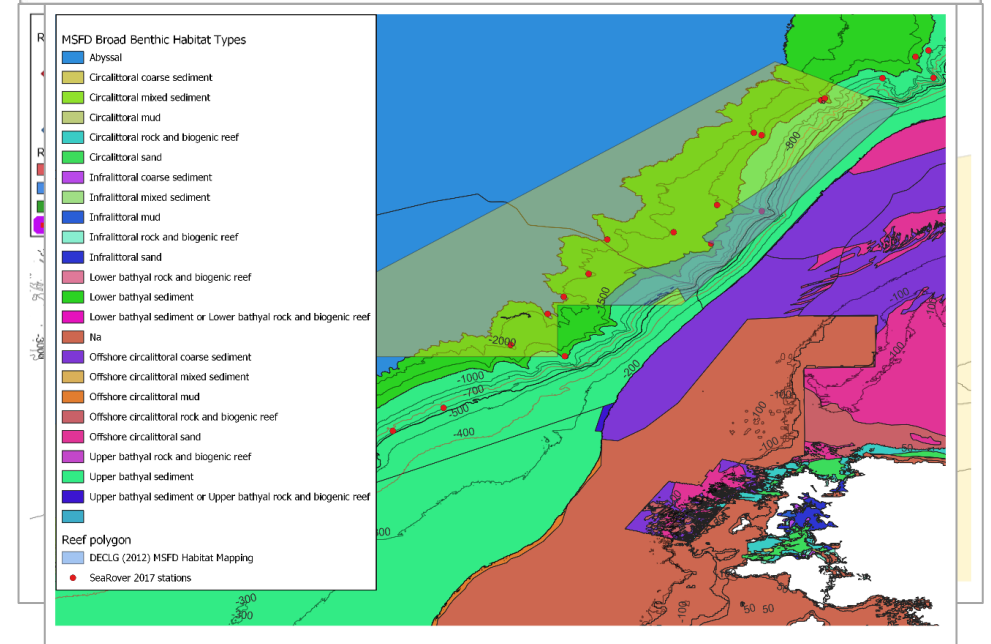 MSFD Broad Benthic Habitat Types
Abyssal
Circalittoral coarse sediment
Circalittoral mixed sediment
Circalittoral mud
Circalittoral rock and biogenic reef
Circalittoral sand
Infralittoral coarse sediment
Infralittoral mixed sediment
Infralittoral mud
Infralittoral rock and biogenic reef
Infralittoral sand
Lower bathyal rock and biogenic reef
Lower bathyal sediment
Lower bathyal sediment or Lower bathyal rock and biogenic reef
Na
Offshore circalittoral coarse sediment
Offshore circalittoral mixed sediment
Offshore circalittoral mud
Offshore circalittoral rock and biogenic reef
Offshore circalittoral sand
Upper bathyal rock and biogenic reef
Upper bathyal sediment
Upper bathyal sediment or Upper bathyal rock and biogenic reef
Reef polygon
DECLG (2012) MSFD Habitat Mapping
SeaRover 2017 stations
-800
-1500
-100
-2000
-200
-1000
-700
-500
-400
-100
-100
-100
-100
-300
-300
-100
50 50